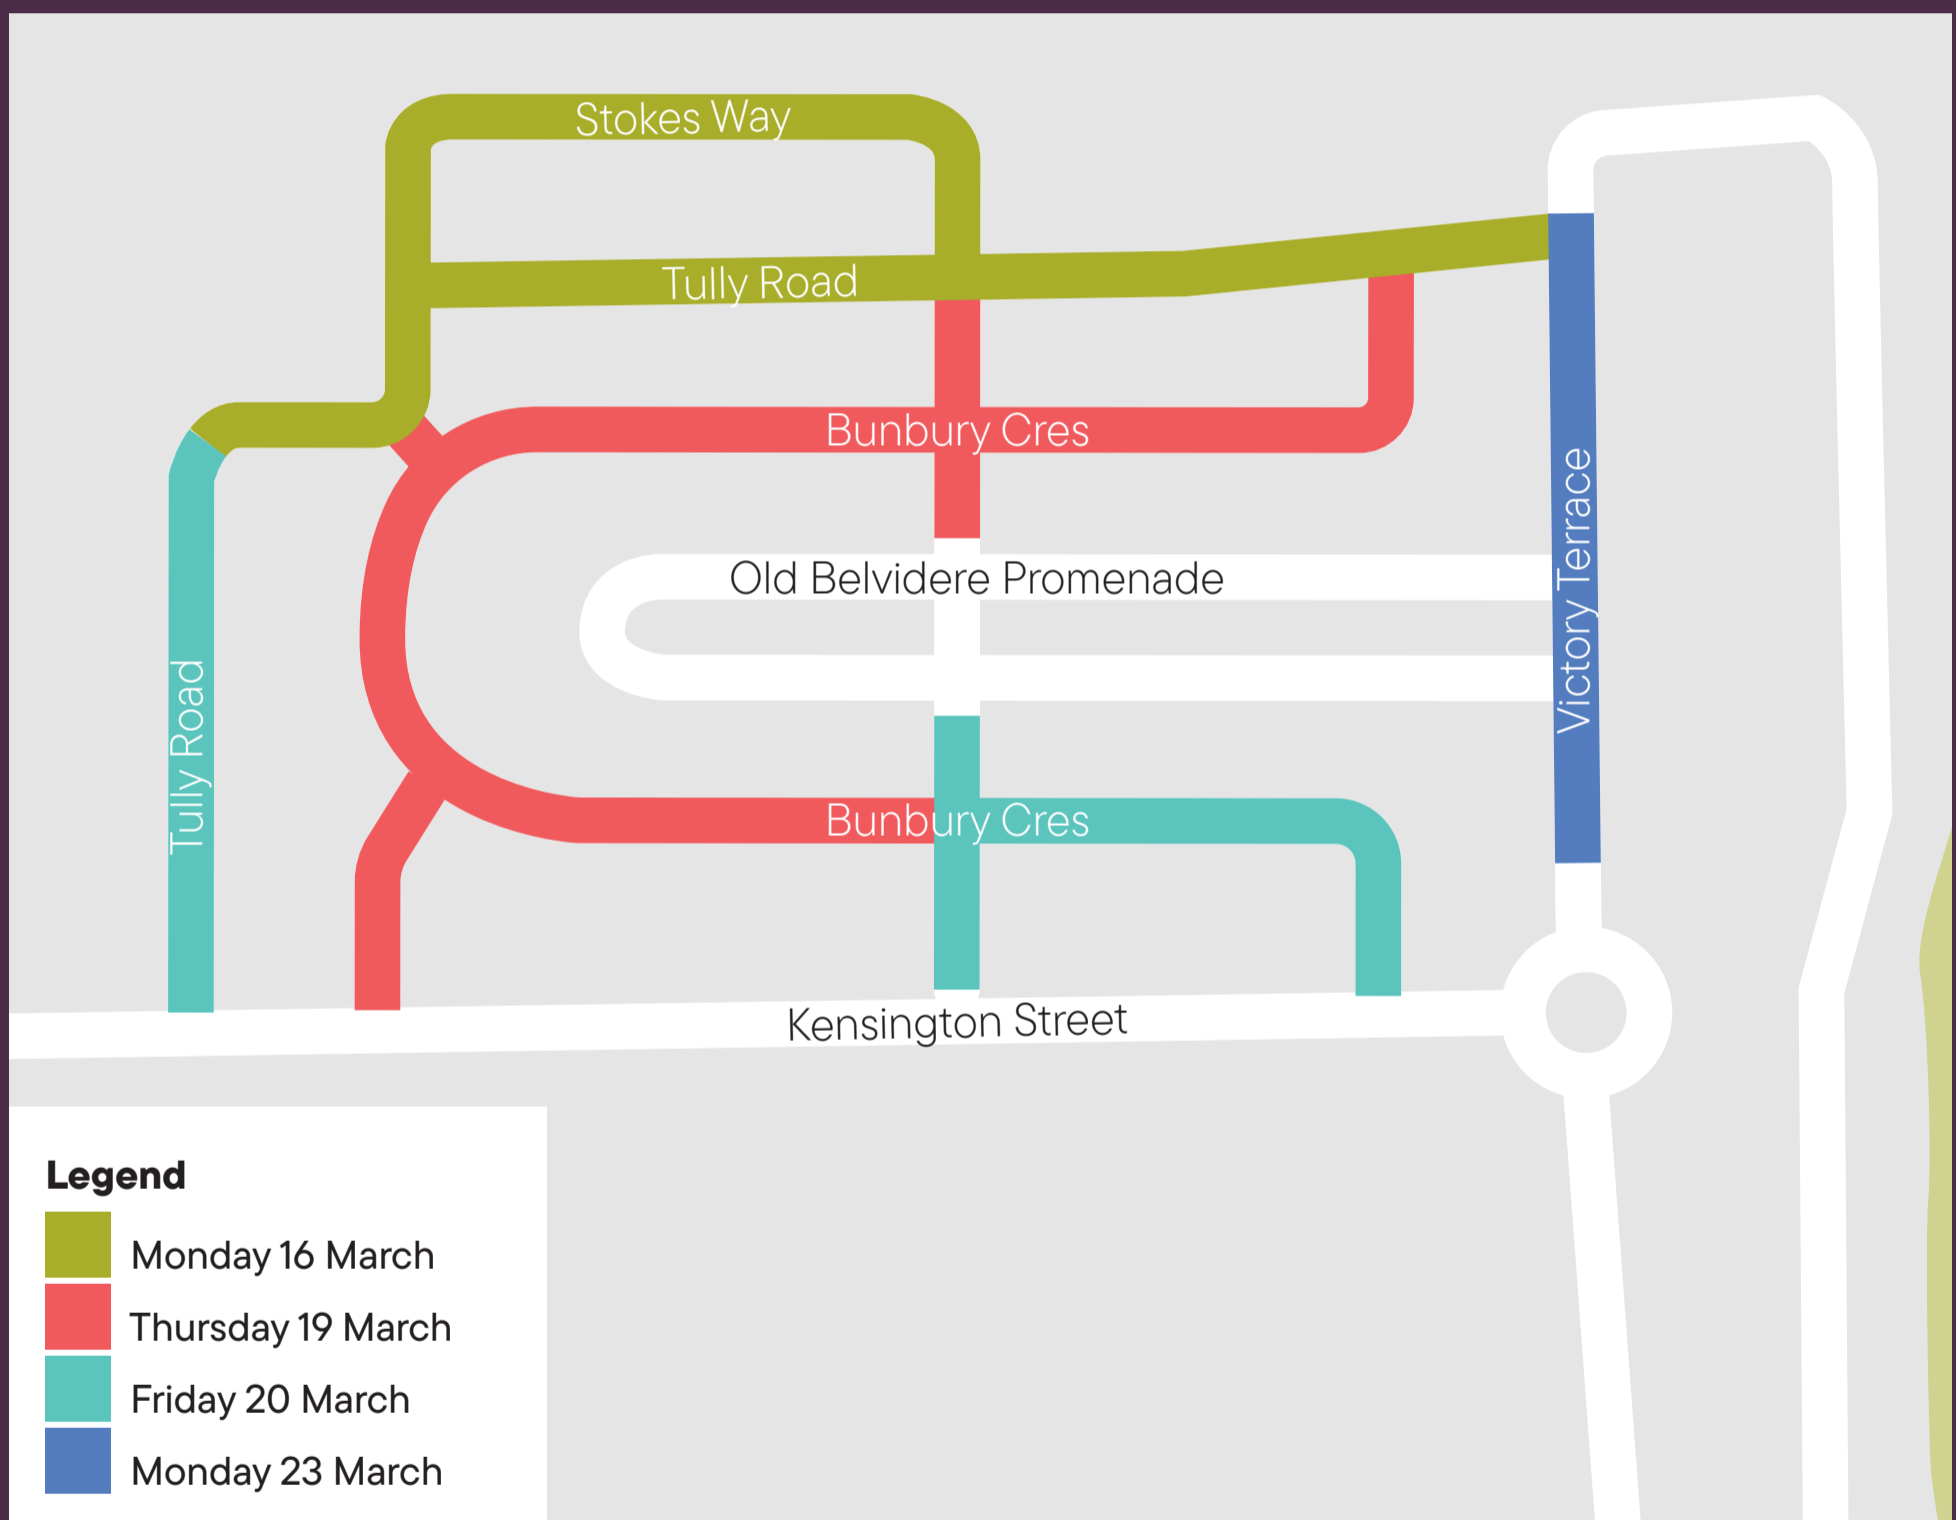 Stokes Way
Tully Road
Bunbury Cres
Old Belvidere Promenade
Victory Terrace
Tully Road
Bunbury Cres
Kensington Street
Legend
Monday 16 March
Thursday 19 March
Friday 20 March
Monday 23 March